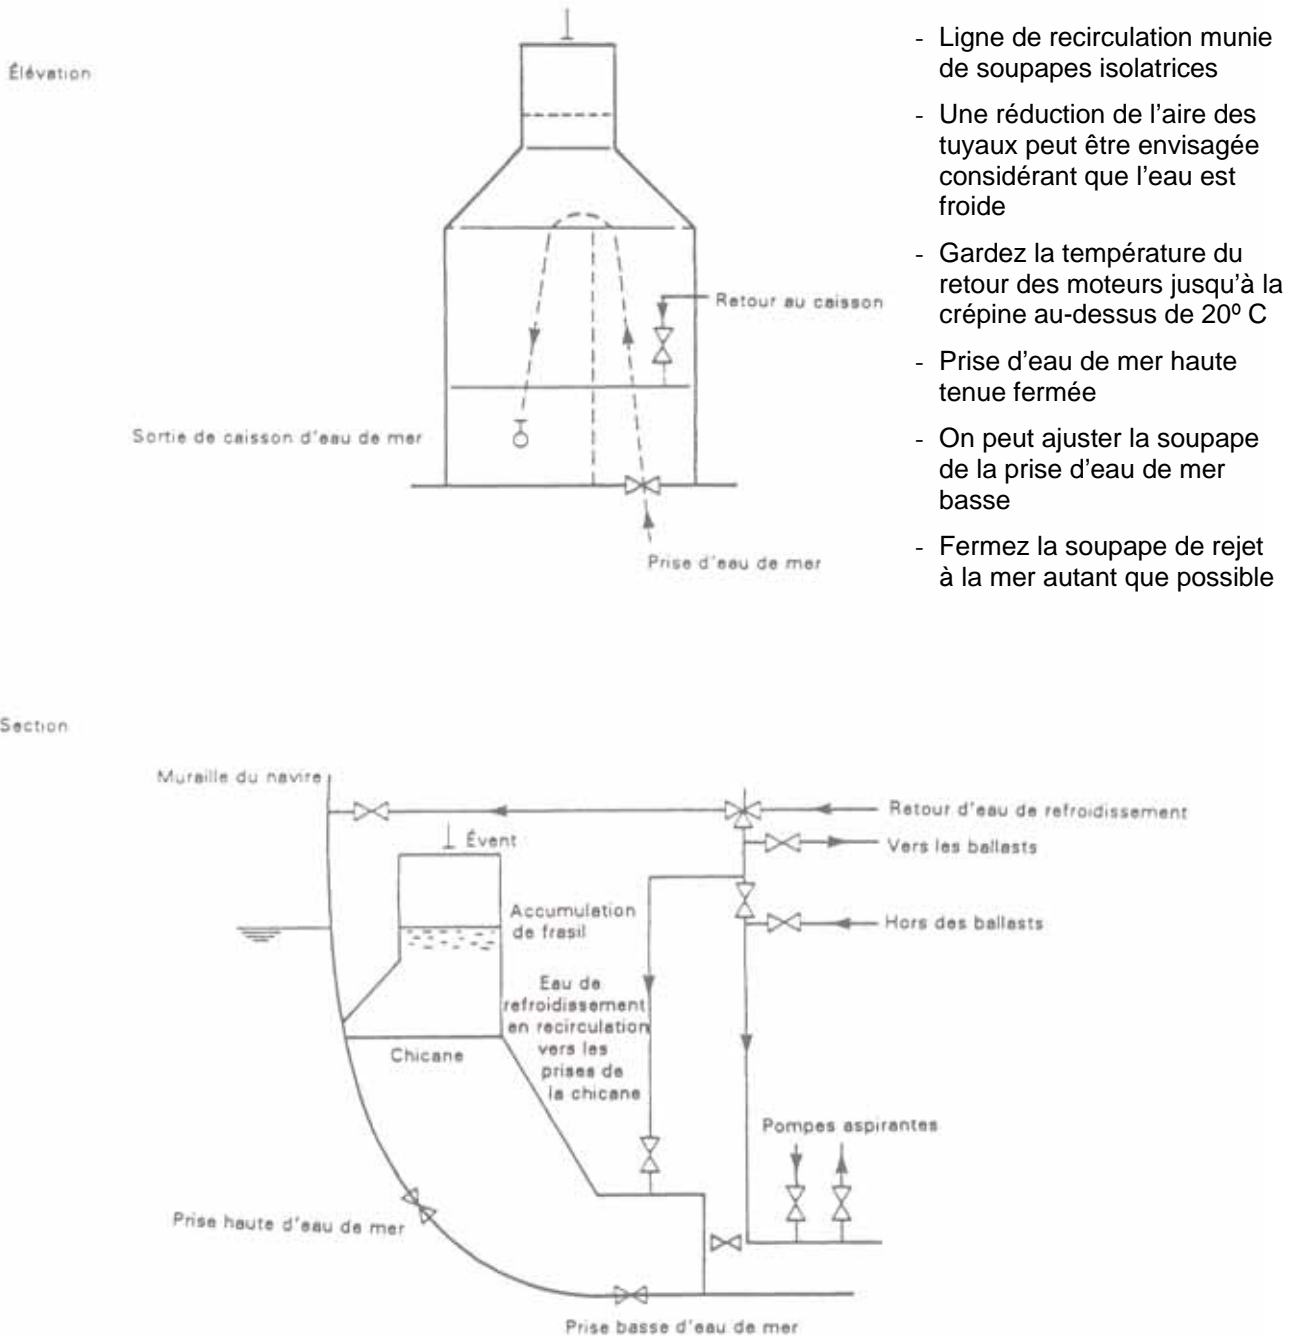 Élévation
- Ligne de recirculation munie
de soupapes isolatrices
- Une réduction de l'aire des
tuyaux peut être envisagée
considérant que l'eau est
froide
- Gardez la température du
retour des moteurs jusqu'à la
crépine au-dessus de 20º C
- Prise d'eau de mer haute
tenue fermée
- On peut ajuster la soupape
de la prise d'eau de mer
basse
- Fermez la soupape de rejet
à la mer autant que possible
Retour au caisson
Sortie de caisson d'eau de mer
Prise d'eau de mer
Section
Muraille du navire
Retour d'eau de refroidissement
Évent
Vers les ballasts
Accumulation
de frasil
Hors des ballasts
Eau de
refroidissement
en recirculation
vers les
prises de
la chicane
Chicane
Pompes aspirantes
Prise haute d'eau de mer
Prise basse d'eau de mer